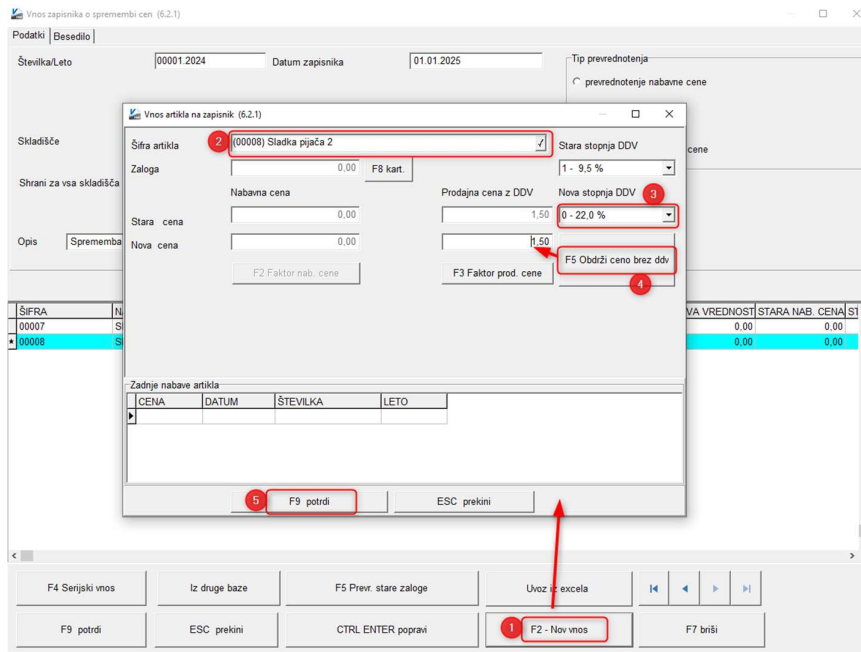 Vnos zapisnika o spremembi cen (6.2.1)
Podatki Besedilo
Številka/Leto 00001.2024 Datum zapisnika 01.01.2025
Tip prevrednotenja
prevrednotenje nabavne cene
Skladišče
cene
Shrani za vsa skladišča
Opis Sprememba
Vnos artikla na zapisnik (6.2.1)
Šifra artikla 2 (00008) Sladka pijača 2 Stara stopnja DDV
Zaloga 0,00 F8 kart. 1 - 9,5 %
Nabavna cena Prodajna cena z DDV Nova stopnja DDV 3
Stara cena 0,00 1,50 0 - 22,0 %
Nova cena 0,00 1,50
F5 Obdrži ceno brez ddv
F2 Faktor nab. cene F3 Faktor prod. cene
4
Zadnje nabave artikla
CENA DATUM ŠTEVILKA LETO
5 F9 potrdi ESC prekini
ŠIFRA VA VREDNOST STARA NAB. CENA ST
00007 0,00 0,00
00008 0,00 0,00
F4 Serijski vnos Iz druge baze F5 Prevr. stare zaloge Uvoz iz excela
F9 potrdi ESC prekini CTRL ENTER popravi 1 F2 - Nov vnos F7 briši